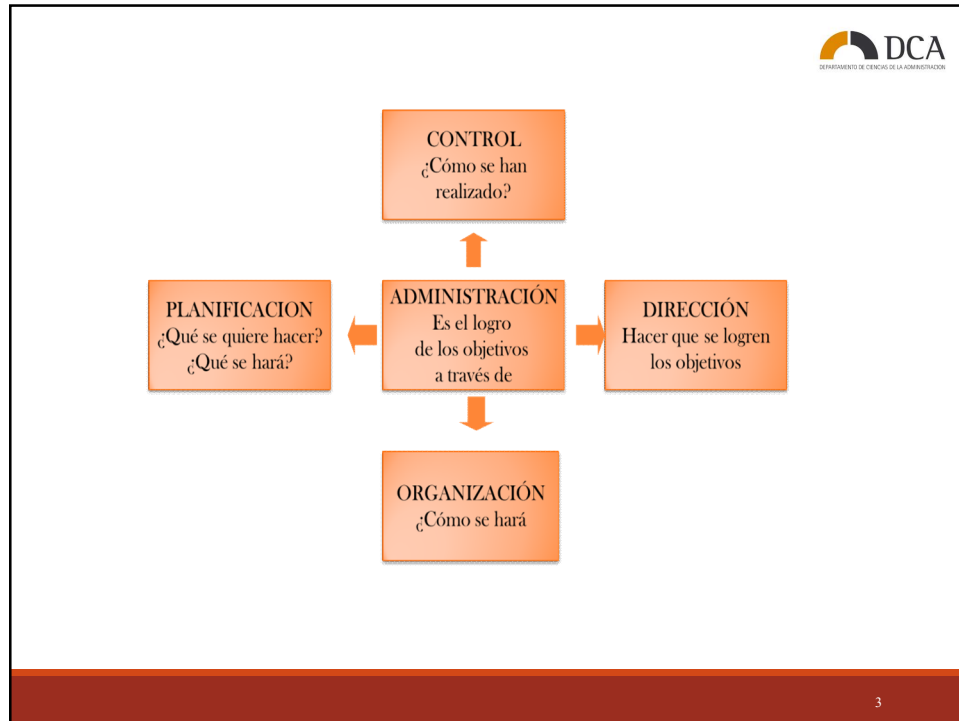 DCA
DEPARTAMENTO DE CIENCIAS DE LA ADMINISTRACIÓN
CONTROL
¿Cómo se han
realizado?
PLANIFICACION
¿Qué se quiere hacer?
¿Qué se hará?
ADMINISTRACIÓN
Es el logro
de los objetivos
a través de
DIRECCIÓN
Hacer que se logren
los objetivos
ORGANIZACIÓN
¿Cómo se hará
3